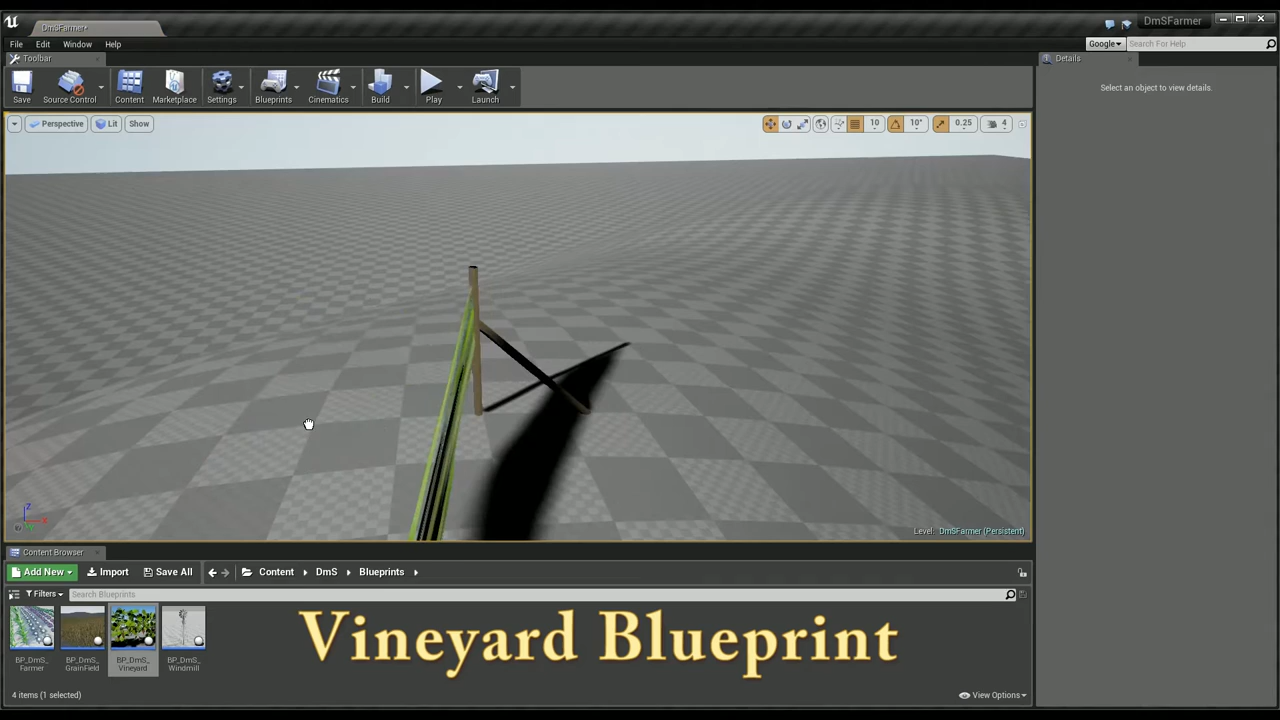 DmSFarmer*
DmSFarmer
File Edit Window Help
Google Search For Help
Toolbar
Details
Save Source Control Content Marketplace Settings Blueprints Cinematics Build Play Launch
Select an object to view details.
Perspective Lit Show
10 10° 0.25 4
Z
X
Level: DmSFarmer (Persistent)
Content Browser
Add New Import Save All Content DmS Blueprints
Filters Search Blueprints
BP_DmS_ BP_DmS_ BP_DmS_ BP_DmS_
Farmer GrainField Vineyard Windmill
Vineyard Blueprint
4 items (1 selected)
View Options